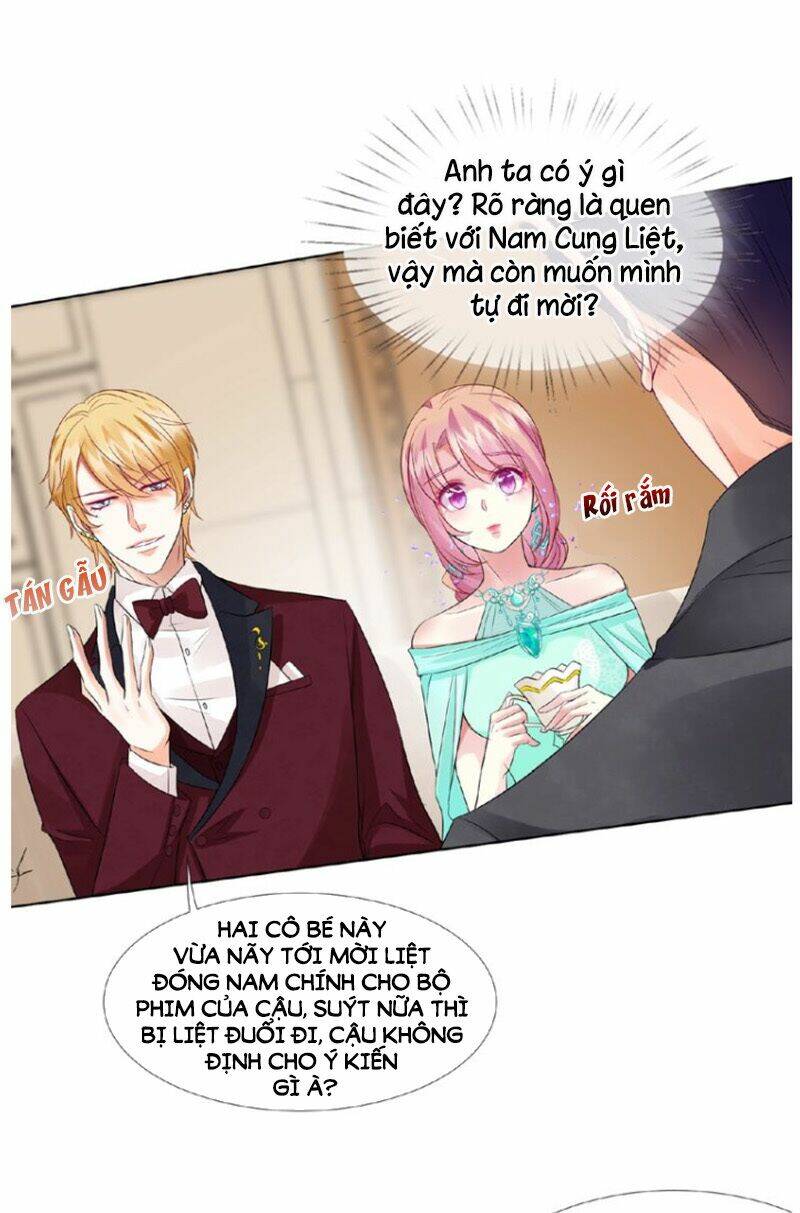 Anh ta có ý gì
đây? Rõ ràng là quen
biết với Nam Cung Liệt,
vậy mà còn muốn mình
tự đi mời?
Rối rắm
TÁN GẪU
HAI CÔ BÉ NÀY
VỪA NÃY TỚI MỜI LIỆT
ĐÓNG NAM CHÍNH CHO BỘ
PHIM CỦA CẬU, SUÝT NỮA THÌ
BỊ LIỆT ĐUỔI ĐI, CẬU KHÔNG
ĐỊNH CHO Ý KIẾN
GÌ À?